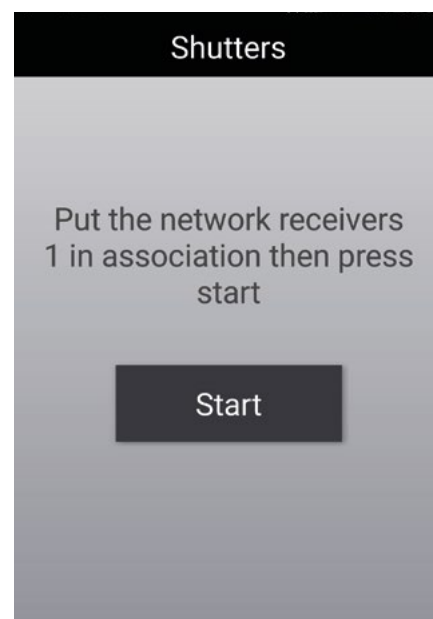 Shutters
Put the network receivers
1 in association then press
start
Start